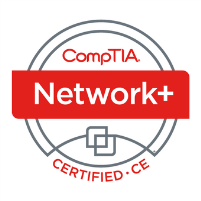 CompTIA.
Network+
CERTIFIED • CE